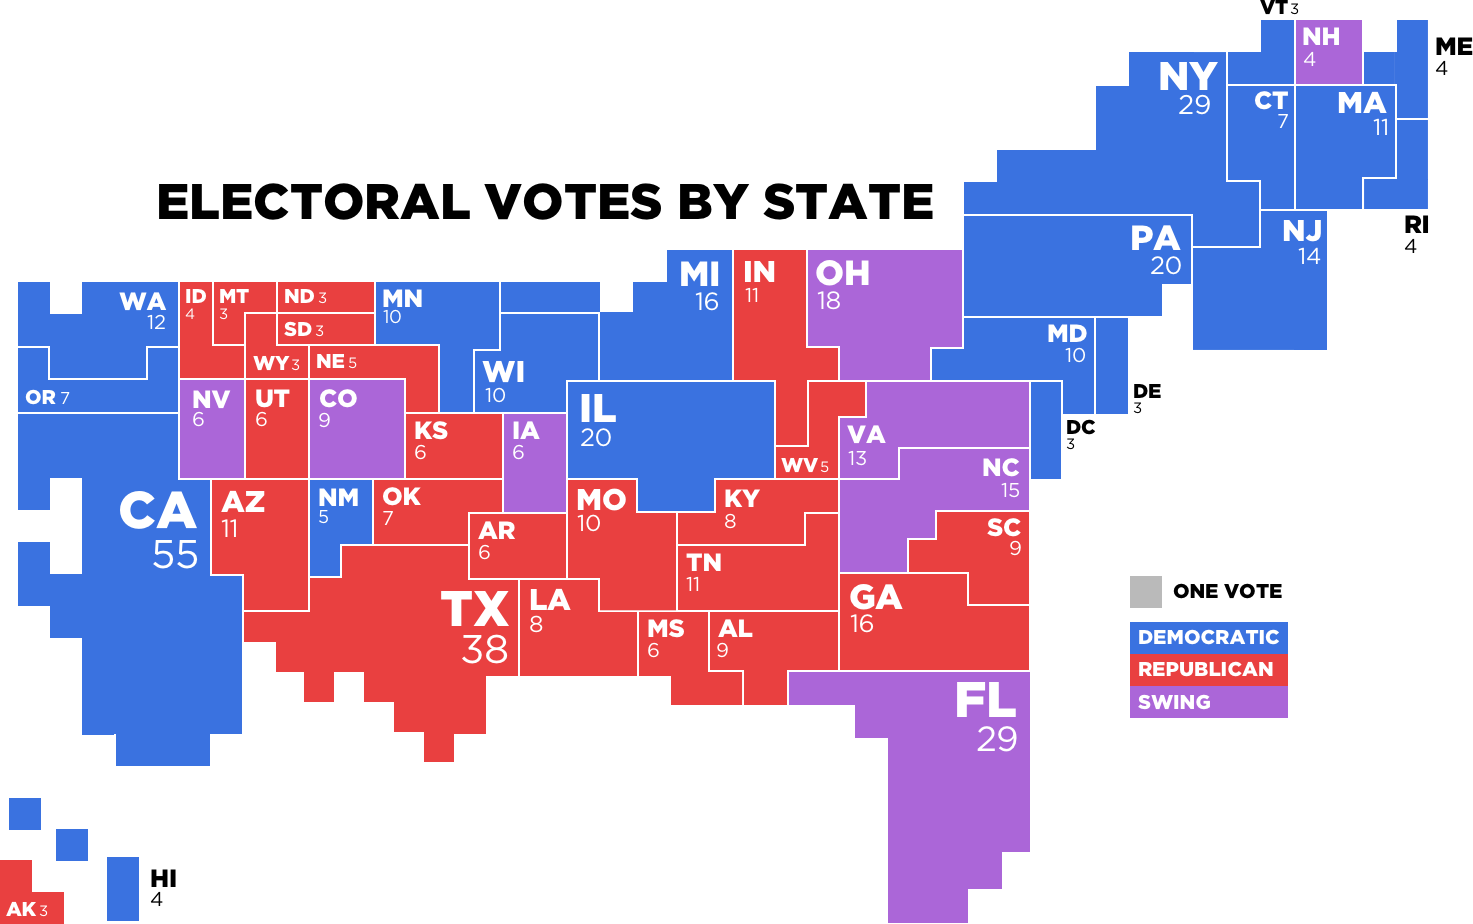 VT 3
NH
4
ME
4
NY
29
CT
7
MA
11
ELECTORAL VOTES BY STATE
RI
4
PA
20
NJ
14
MI
16
IN
11
OH
18
WA
12
ID
4
MT
3
ND 3
MN
10
SD 3
MD
10
WY 3
NE 5
WI
10
OR 7
NV
6
UT
6
CO
9
DE
3
IL
20
KS
6
IA
6
VA
13
DC
3
WV 5
NC
15
CA
55
AZ
11
NM
5
OK
7
MO
10
KY
8
AR
6
SC
9
TN
11
TX
38
LA
8
GA
16
MS
6
AL
9
ONE VOTE
DEMOCRATIC
REPUBLICAN
SWING
FL
29
HI
4
AK 3